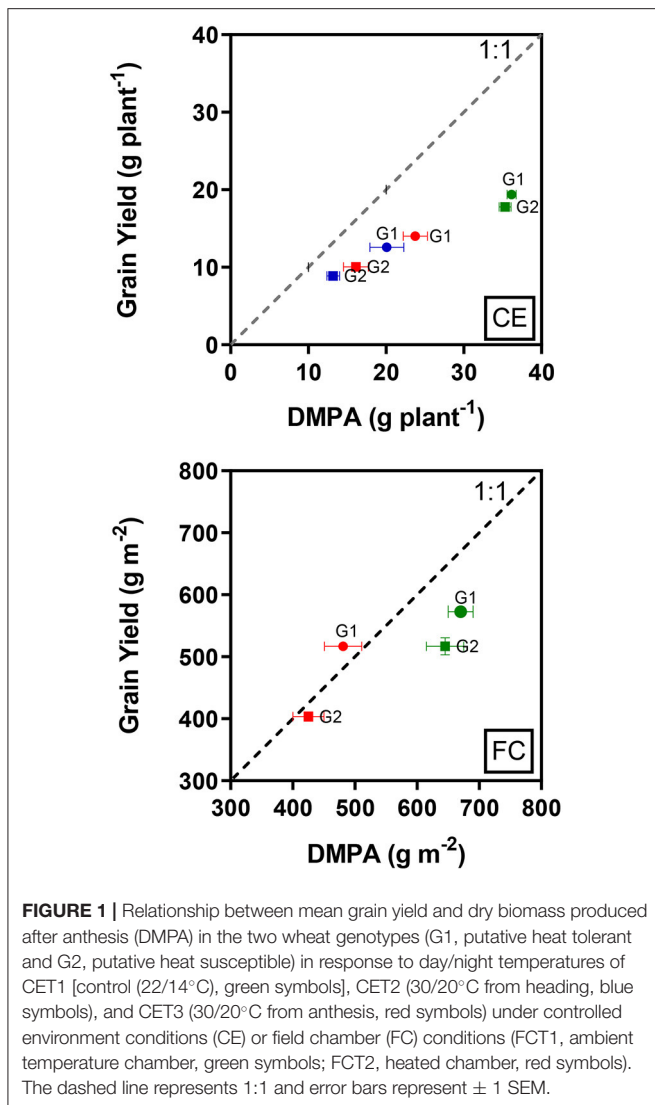 40
1:1
30
Grain Yield (g plant⁻¹)
G1
20
G2
G1
G1
10
G2
G2
CE
0
0 10 20 30 40
DMPA (g plant⁻¹)
800
1:1
700
Grain Yield (g m⁻²)
600
G1
G1
500
G2
400
G2
FC
300
300 400 500 600 700 800
DMPA (g m⁻²)
FIGURE 1 | Relationship between mean grain yield and dry biomass produced
after anthesis (DMPA) in the two wheat genotypes (G1, putative heat tolerant
and G2, putative heat susceptible) in response to day/night temperatures of
CET1 [control (22/14°C), green symbols], CET2 (30/20°C from heading, blue
symbols), and CET3 (30/20°C from anthesis, red symbols) under controlled
environment conditions (CE) or field chamber (FC) conditions (FCT1, ambient
temperature chamber, green symbols; FCT2, heated chamber, red symbols).
The dashed line represents 1:1 and error bars represent ± 1 SEM.